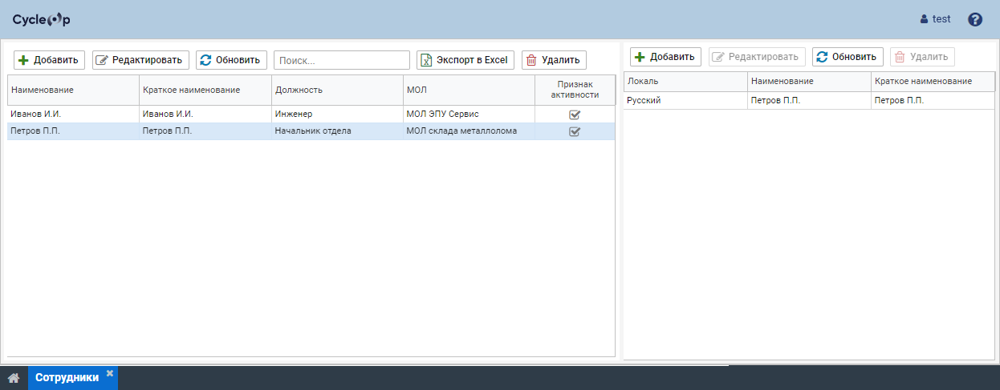 CycleOp
test
Добавить Редактировать Обновить Поиск... Экспорт в Excel Удалить
Наименование Краткое наименование Должность МОЛ Признак активности
Иванов И.И. Иванов И.И. Инженер МОЛ ЭПУ Сервис
Петров П.П. Петров П.П. Начальник отдела МОЛ склада металлолома
Добавить Редактировать Обновить Удалить
Локаль Наименование Краткое наименование
Русский Петров П.П. Петров П.П.
Сотрудники